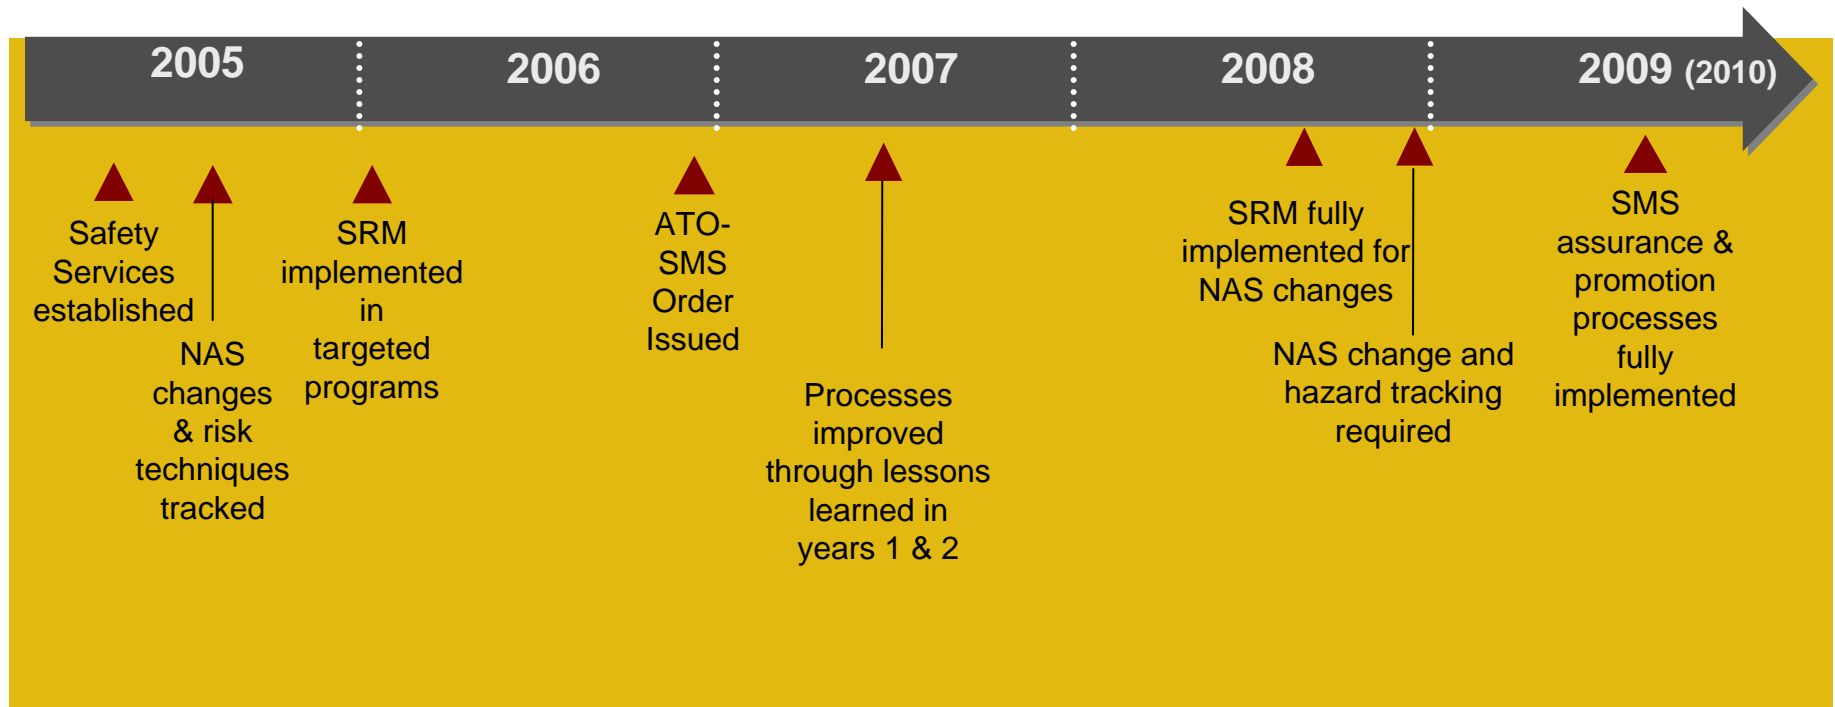 2005
2006
2007
2008
2009 (2010)
Safety
Services
established
NAS
changes
& risk
techniques
tracked
SRM
implemented
in
targeted
programs
ATO-
SMS
Order
Issued
Processes
improved
through lessons
learned in
years 1 & 2
SRM fully
implemented for
NAS changes
NAS change and
hazard tracking
required
SMS
assurance &
promotion
processes
fully
implemented